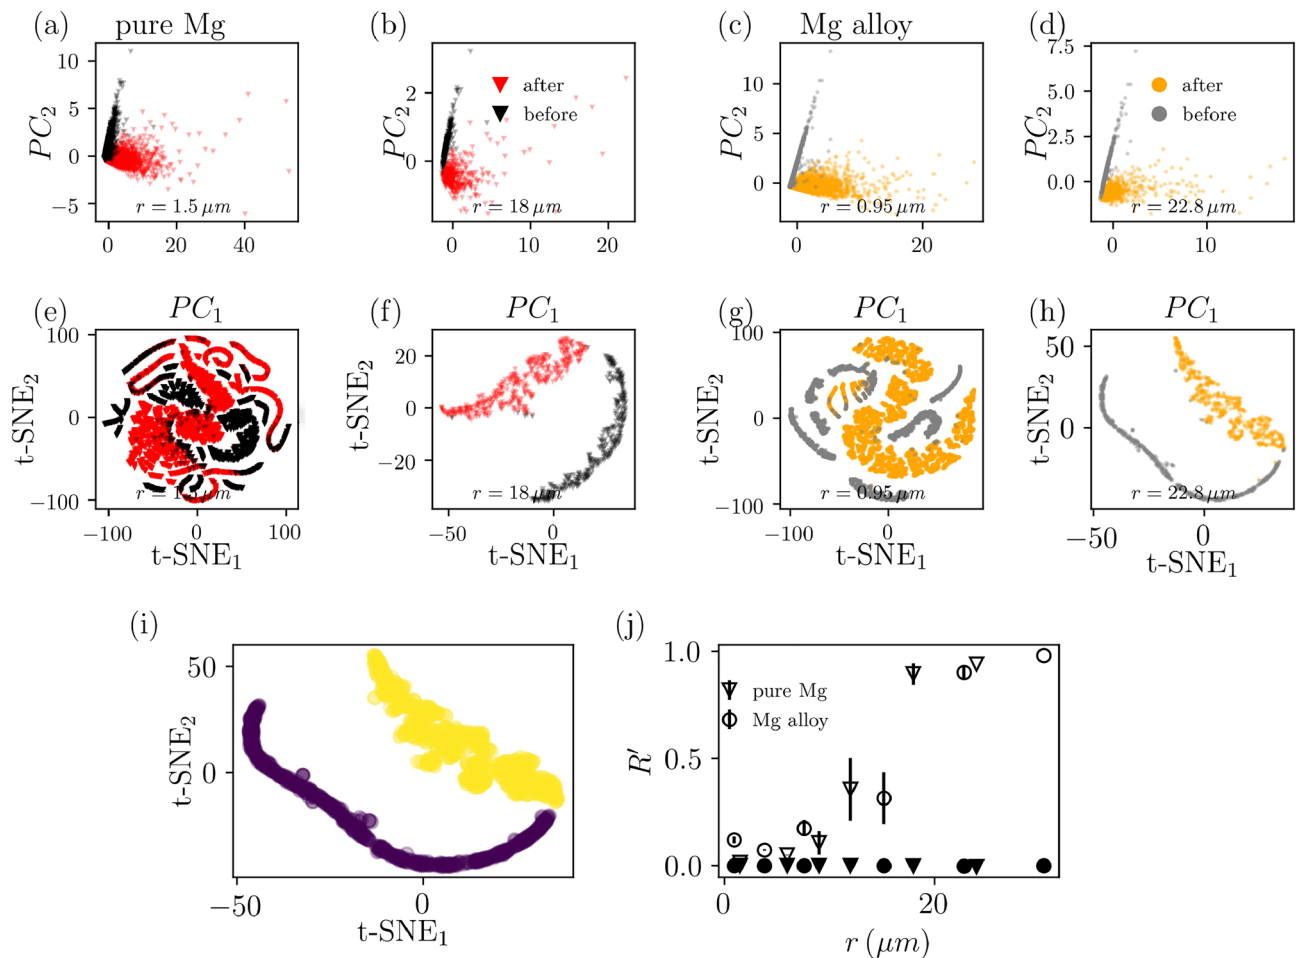 (a) pure Mg (b) (c) Mg alloy (d)
PC₂
10
5
0
−5
0 20 40
r = 1.5 μm
PC₂
2
1
0
0 10 20
r = 18 μm
after
before
PC₂
10
5
0
0 20
r = 0.95 μm
PC₂
7.5
5.0
2.5
0.0
0 10
r = 22.8 μm
after
before
(e) PC₁ (f) PC₁ (g) PC₁ (h) PC₁
t-SNE₂
100
0
−100
−100 0 100
t-SNE₁
t-SNE₂
20
0
−20
−50 0
r = 18 μm
t-SNE₁
t-SNE₂
100
0
−100
−100 0
r = 0.95 μm
t-SNE₁
t-SNE₂
50
0
−50 0
r = 22.8 μm
t-SNE₁
(i) (j)
t-SNE₂
50
0
−50 0
t-SNE₁
R′
1.0
0.5
0.0
pure Mg
Mg alloy
0 20
r (μm)